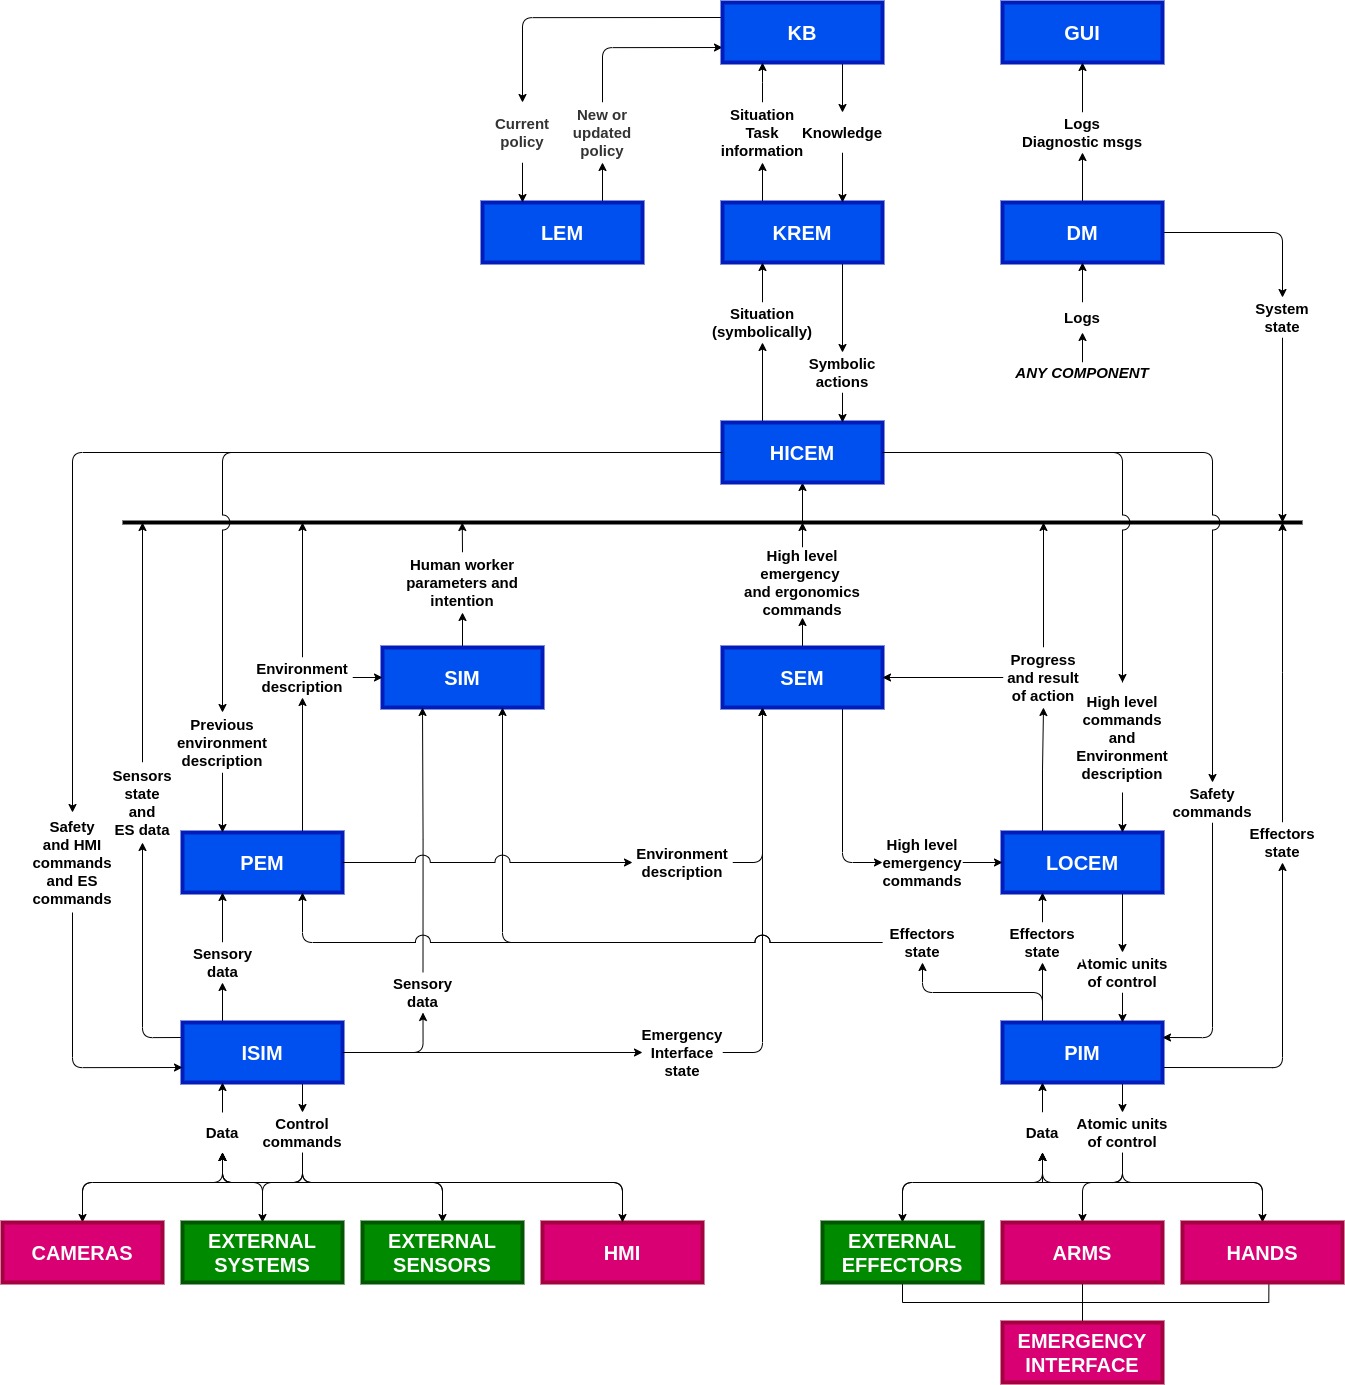 KB
GUI
Current
policy
New or
updated
policy
Situation
Task
information
Knowledge
Logs
Diagnostic msgs
LEM
KREM
DM
Situation
(symbolically)
Logs
System
state
Symbolic
actions
ANY COMPONENT
HICEM
Human worker
parameters and
intention
High level
emergency
and ergonomics
commands
Environment
description
SIM
SEM
Progress
and result
of action
Previous
environment
description
High level
commands
and
Environment
description
Sensors
state
and
ES data
Safety
commands
Safety
and HMI
commands
and ES
commands
PEM
Environment
description
High level
emergency
commands
LOCEM
Effectors
state
Sensory
data
Effectors
state
Effectors
state
Atomic units
of control
Sensory
data
ISIM
Emergency
Interface
state
PIM
Data
Control
commands
Data
Atomic units
of control
CAMERAS
EXTERNAL
SYSTEMS
EXTERNAL
SENSORS
HMI
EXTERNAL
EFFECTORS
ARMS
HANDS
EMERGENCY
INTERFACE